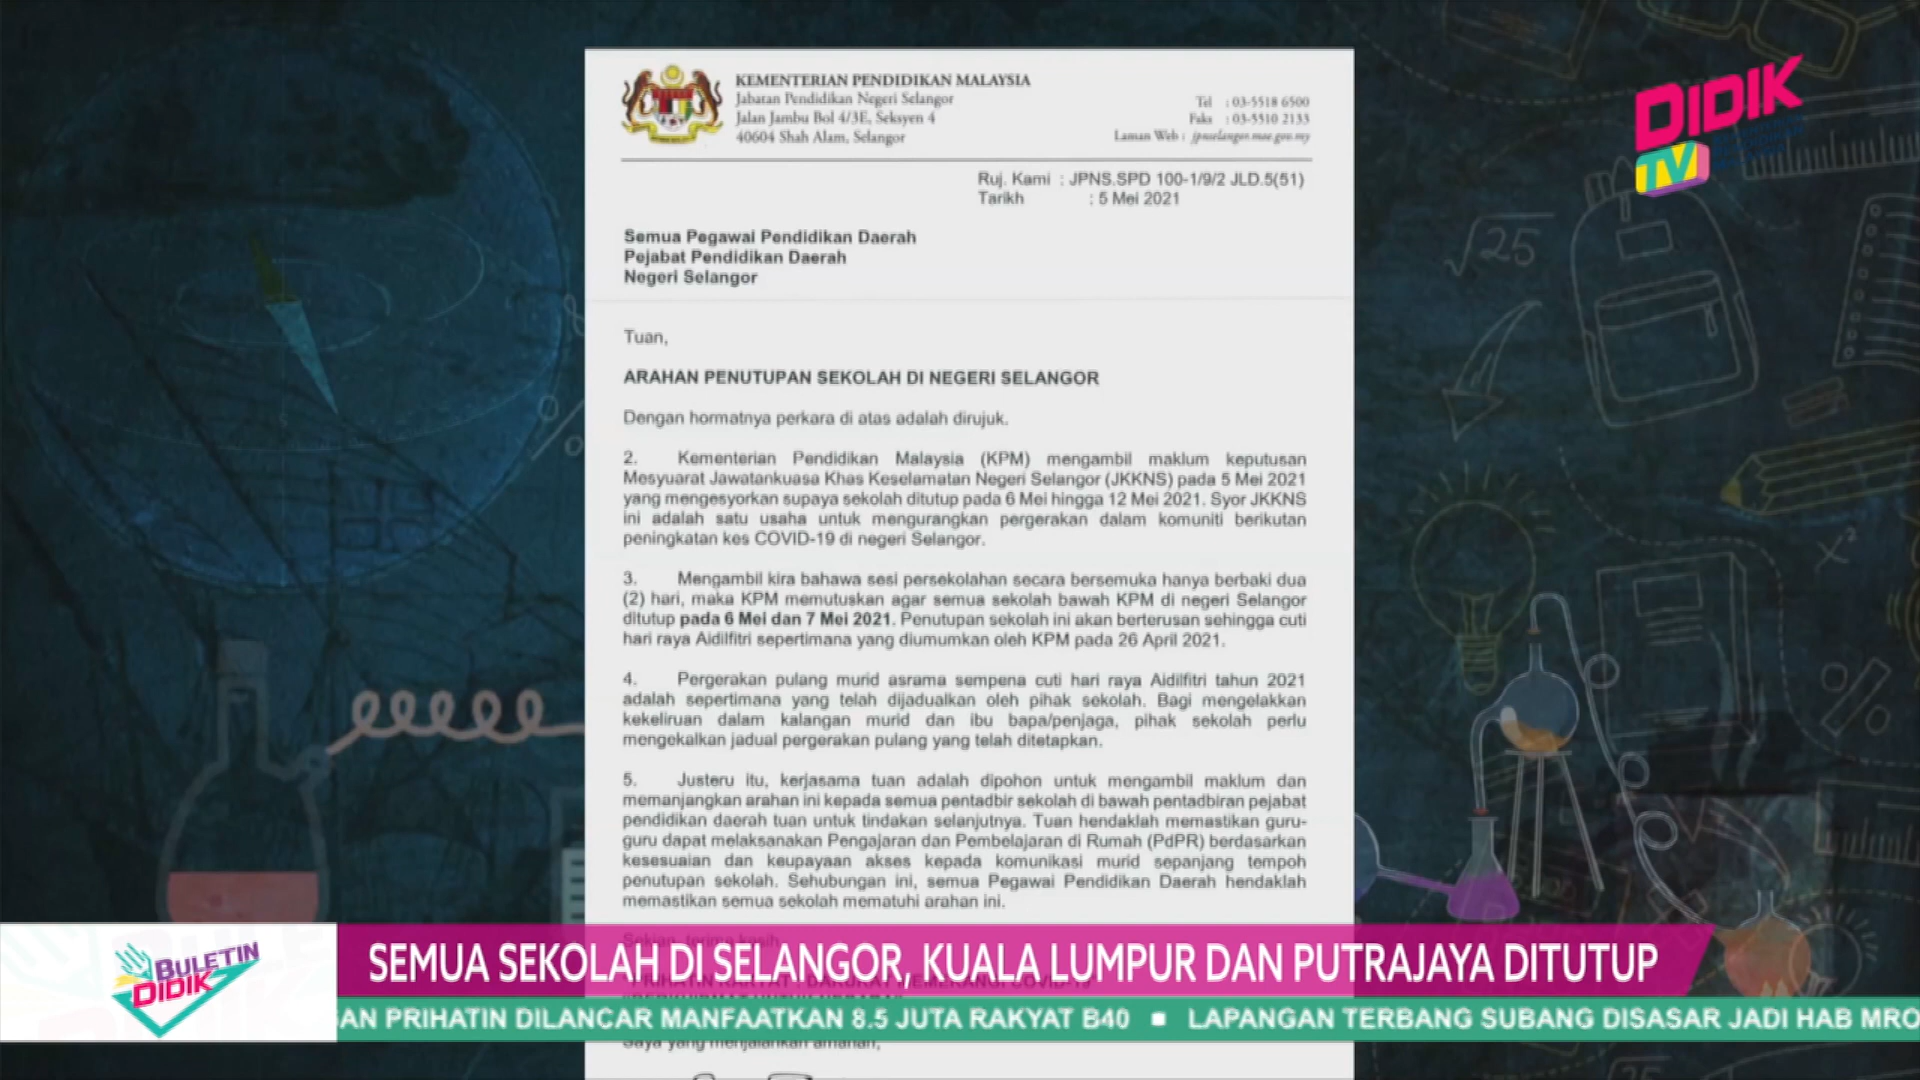 KEMENTERIAN PENDIDIKAN MALAYSIA
Jabatan Pendidikan Negeri Selangor
Jalan Jambu Bol 4/3E, Seksyen 4
40604 Shah Alam, Selangor
Tel : 03-5518 6500
Faks : 03-5510 2133
Laman Web : jpnselangor.moe.gov.my
DIDIK
TV
Ruj. Kami : JPNS.SPD 100-1/9/2 JLD.5(51)
Tarikh : 5 Mei 2021
Semua Pegawai Pendidikan Daerah
Pejabat Pendidikan Daerah
Negeri Selangor
√25
Tuan,
ARAHAN PENUTUPAN SEKOLAH DI NEGERI SELANGOR
Dengan hormatnya perkara di atas adalah dirujuk.
2. Kementerian Pendidikan Malaysia (KPM) mengambil maklum keputusan
Mesyuarat Jawatankuasa Khas Keselamatan Negeri Selangor (JKKNS) pada 5 Mei 2021
yang mengesyorkan supaya sekolah ditutup pada 6 Mei hingga 12 Mei 2021. Syor JKKNS
ini adalah satu usaha untuk mengurangkan pergerakan dalam komuniti berikutan
peningkatan kes COVID-19 di negeri Selangor.
3. Mengambil kira bahawa sesi persekolahan secara bersemuka hanya berbaki dua
(2) hari, maka KPM memutuskan agar semua sekolah bawah KPM di negeri Selangor
ditutup pada 6 Mei dan 7 Mei 2021. Penutupan sekolah ini akan berterusan sehingga cuti
hari raya Aidilfitri sepertimana yang diumumkan oleh KPM pada 26 April 2021.
4. Pergerakan pulang murid asrama sempena cuti hari raya Aidilfitri tahun 2021
adalah sepertimana yang telah dijadualkan oleh pihak sekolah. Bagi mengelakkan
kekeliruan dalam kalangan murid dan ibu bapa/penjaga, pihak sekolah perlu
mengekalkan jadual pergerakan pulang yang telah ditetapkan.
5. Justeru itu, kerjasama tuan adalah dipohon untuk mengambil maklum dan
memanjangkan arahan ini kepada semua pentadbir sekolah di bawah pentadbiran pejabat
pendidikan daerah tuan untuk tindakan selanjutnya. Tuan hendaklah memastikan guru-
guru dapat melaksanakan Pengajaran dan Pembelajaran di Rumah (PdPR) berdasarkan
kesesuaian dan keupayaan akses kepada komunikasi murid sepanjang tempoh
penutupan sekolah. Sehubungan ini, semua Pegawai Pendidikan Daerah hendaklah
memastikan semua sekolah mematuhi arahan ini.
Sekian, terima kasih
BULETIN
DIDIK
SEMUA SEKOLAH DI SELANGOR, KUALA LUMPUR DAN PUTRAJAYA DITUTUP
GAN PRIHATIN DILANCAR MANFAATKAN 8.5 JUTA RAKYAT B40 ■ LAPANGAN TERBANG SUBANG DISASAR JADI HAB MRO
Saya yang menjalankan amanah,